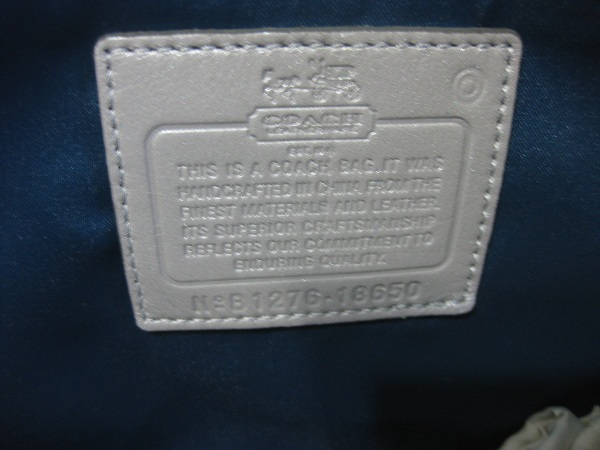 COACH
THIS IS A COACH BAG. IT WAS
HANDCRAFTED IN CHINA FROM THE
FINEST MATERIALS AND LEATHER.
ITS SUPERIOR CRAFTSMANSHIP
REFLECTS OUR COMMITMENT TO
ENDURING QUALITY.
Nº B1276-18650